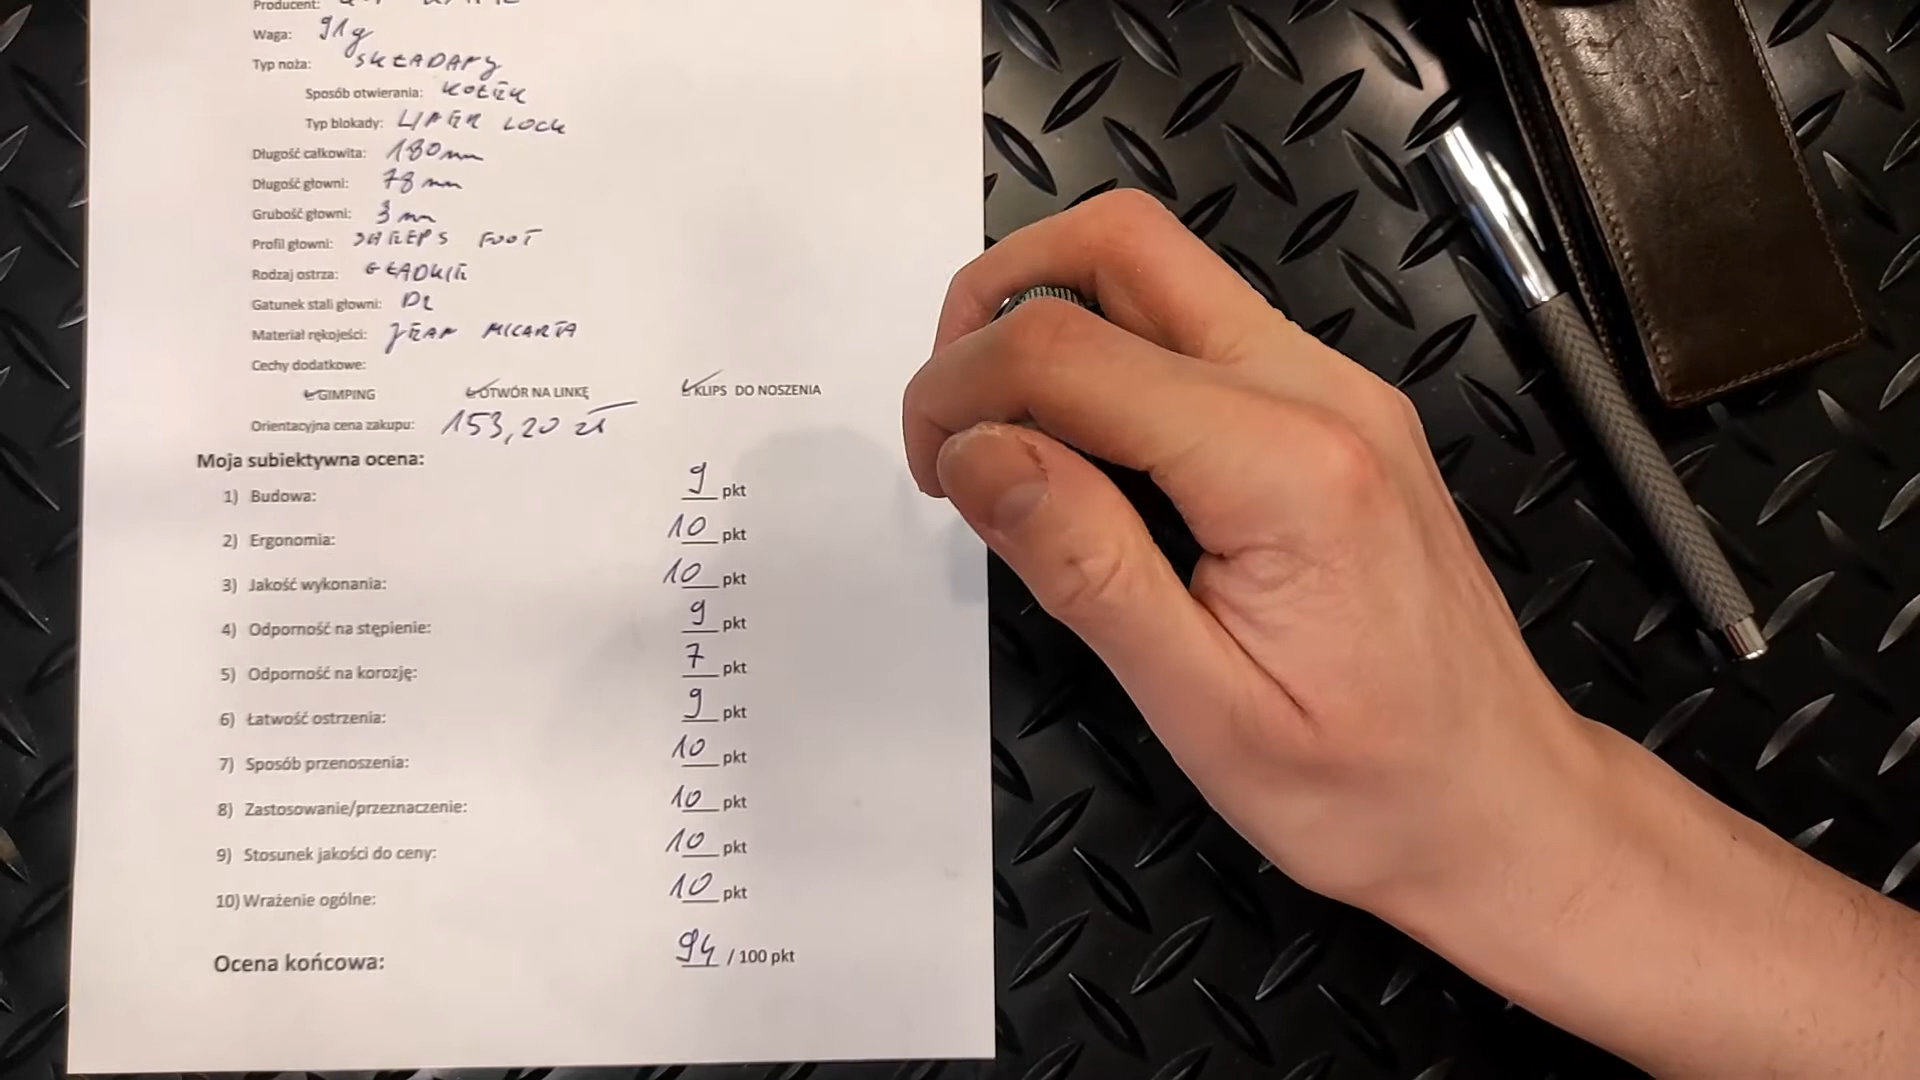 Producent:
Waga: 91g
Typ noża: SKŁADANY
Sposób otwierania: KOŁEK
Typ blokady: LINER LOCK
Długość całkowita: 180mm
Długość głowni: 78mm
Grubość głowni: 3mm
Profil głowni: SHEEPS FOOT
Rodzaj ostrza: GŁADKIE
Gatunek stali głowni: D2
Materiał rękojeści: JEAN MICARTA
Cechy dodatkowe:
✓GIMPING ✓OTWÓR NA LINKĘ ✓KLIPS DO NOSZENIA
Orientacyjna cena zakupu: 153,20 zł
Moja subiektywna ocena:
1) Budowa: 9 pkt
2) Ergonomia: 10 pkt
3) Jakość wykonania: 10 pkt
4) Odporność na stępienie: 9 pkt
5) Odporność na korozję: 7 pkt
6) Łatwość ostrzenia: 9 pkt
7) Sposób przenoszenia: 10 pkt
8) Zastosowanie/przeznaczenie: 10 pkt
9) Stosunek jakości do ceny: 10 pkt
10) Wrażenie ogólne: 10 pkt
Ocena końcowa: 94 / 100 pkt